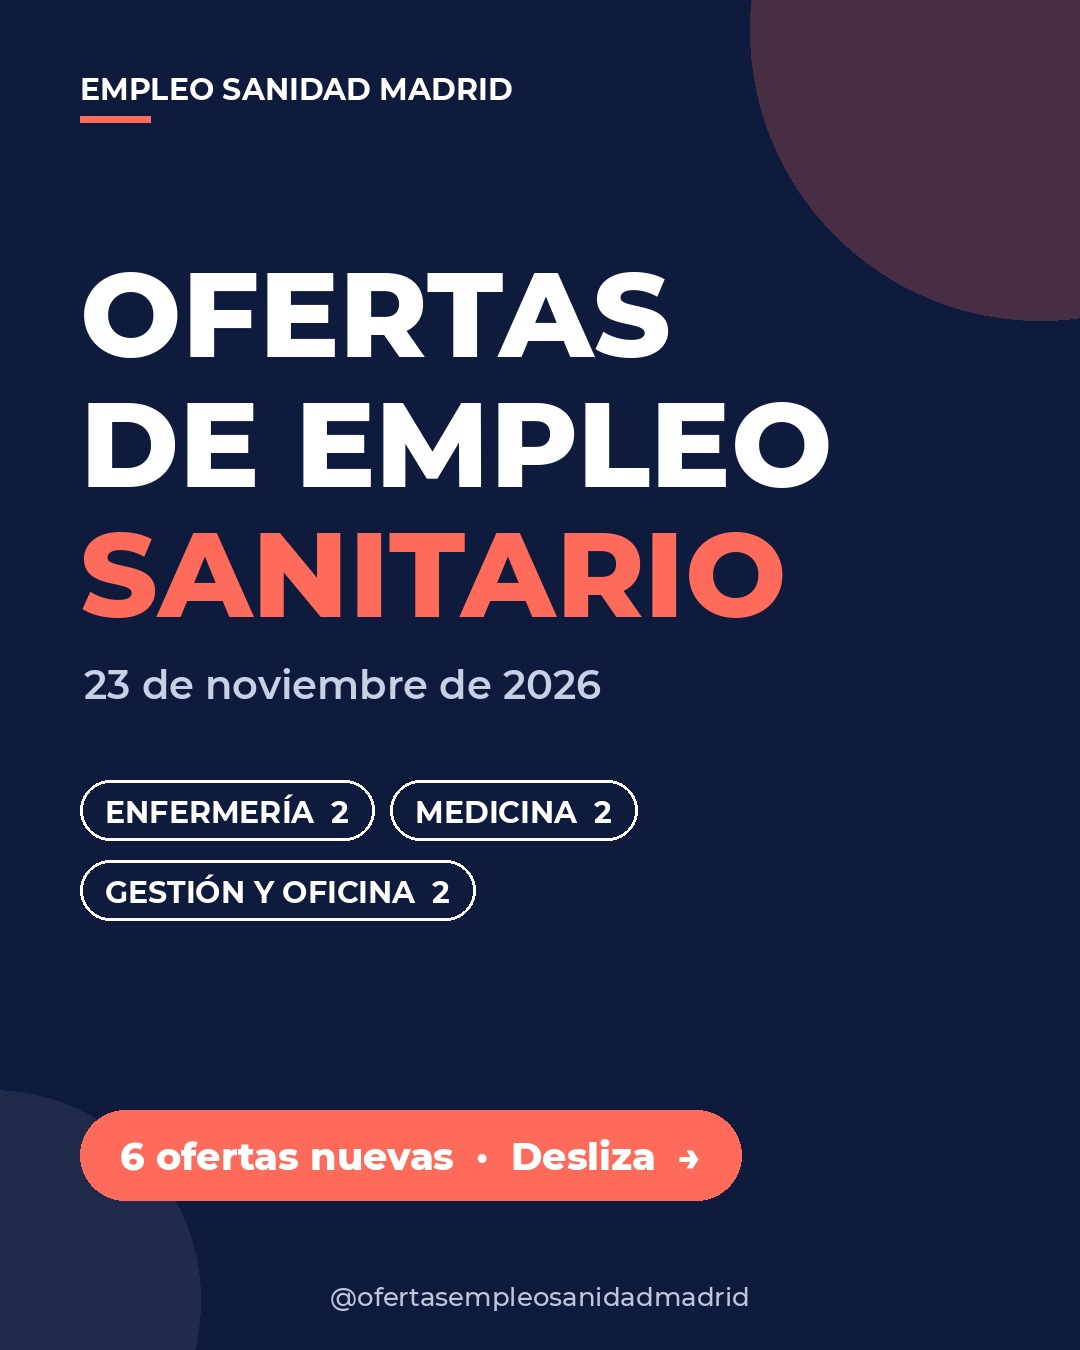 EMPLEO SANIDAD MADRID
OFERTAS
DE EMPLEO
SANITARIO
23 de noviembre de 2026
ENFERMERÍA 2 MEDICINA 2
GESTIÓN Y OFICINA 2
6 ofertas nuevas · Desliza →
@ofertasempleosanidadmadrid